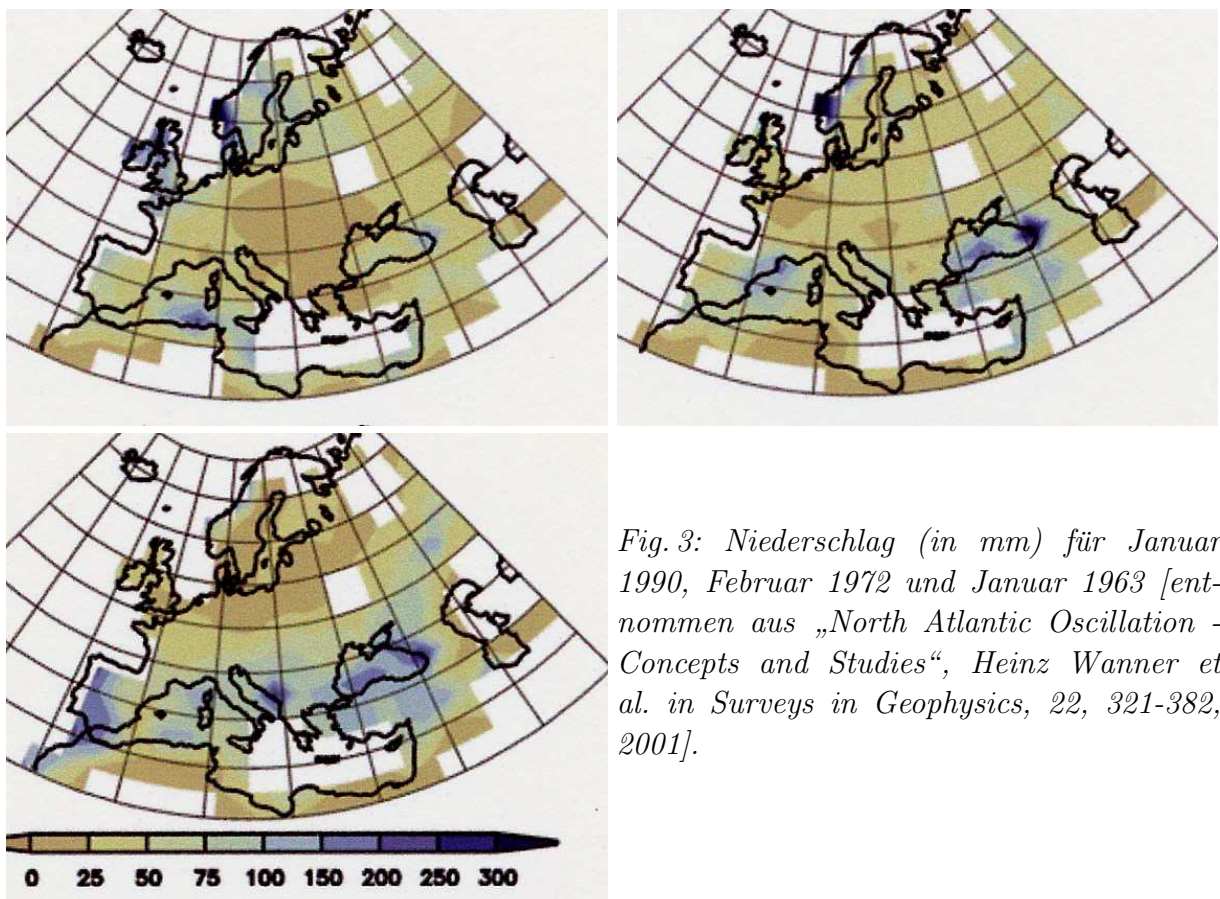 Fig. 3: Niederschlag (in mm) für Januar
1990, Februar 1972 und Januar 1963 [ent-
nommen aus „North Atlantic Oscillation -
Concepts and Studies“, Heinz Wanner et
al. in Surveys in Geophysics, 22, 321-382,
2001].
0 25 50 75 100 150 200 250 300